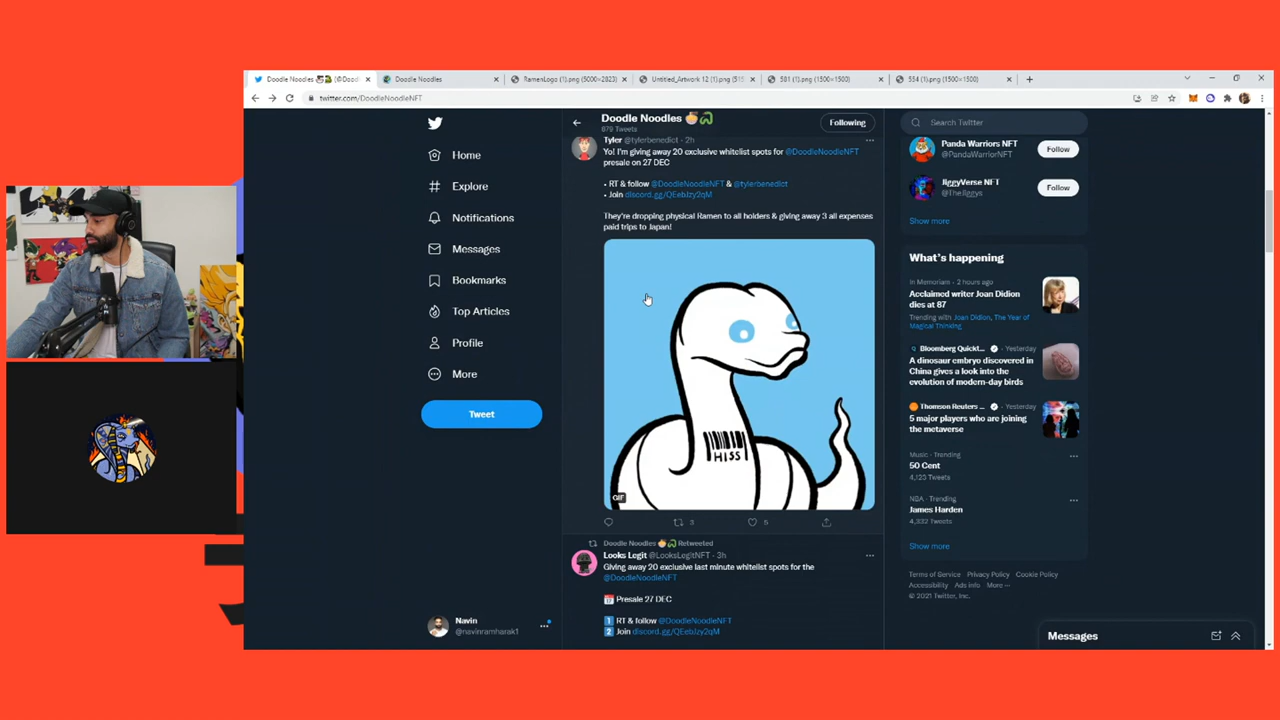 Doodle Noodles (@Dood
Doodle Noodles
RamenLogo (1).png (5000×2823)
Untitled_Artwork 12 (1).png (515
581 (1).png (1500×1500)
534 (1).png (1500×1500)
twitter.com/DoodleNoodleNFT
Doodle Noodles
879 Tweets
Following
Search Twitter
Home
Explore
Notifications
Messages
Bookmarks
Top Articles
Profile
More
Tweet
Navin
@navinramharak1
Tyler @tylerbenedict · 2h
Yo! I'm giving away 20 exclusive whitelist spots for @DoodleNoodleNFT
presale on 27 DEC
• RT & follow @DoodleNoodleNFT & @tylerbenedict
• Join discord.gg/QEebJzy2qM
They're dropping physical Ramen to all holders & giving away 3 all expenses
paid trips to Japan!
HISS
GIF
3
5
Doodle Noodles Retweeted
Looks Legit @LooksLegitNFT · 3h
Giving away 20 exclusive last minute whitelist spots for the
@DoodleNoodleNFT
Presale 27 DEC
1 RT & follow @DoodleNoodleNFT
2 Join discord.gg/QEebJzy2qM
Panda Warriors NFT
@PandaWarriorNFT
Follow
JiggyVerse NFT
@TheJiggys
Follow
Show more
What's happening
In Memoriam · 2 hours ago
Acclaimed writer Joan Didion
dies at 87
Trending with Joan Didion, The Year of
Magical Thinking
Bloomberg Quickt... · Yesterday
A dinosaur embryo discovered in
China gives a look into the
evolution of modern-day birds
Thomson Reuters ... · Yesterday
5 major players who are joining
the metaverse
Music · Trending
50 Cent
4,123 Tweets
NBA · Trending
James Harden
4,332 Tweets
Show more
Terms of Service Privacy Policy Cookie Policy
Accessibility Ads info More ···
© 2021 Twitter, Inc.
Messages